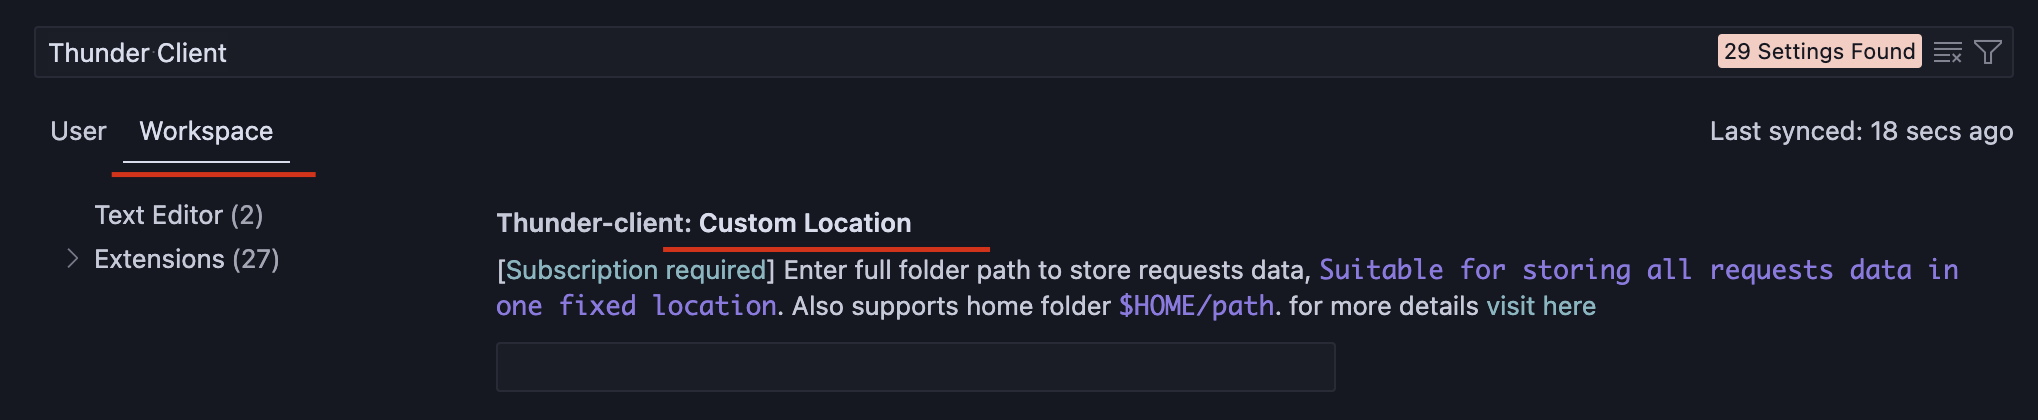 Thunder Client
29 Settings Found
User Workspace
Last synced: 18 secs ago
Text Editor (2)
Extensions (27)
Thunder-client: Custom Location
[Subscription required] Enter full folder path to store requests data, Suitable for storing all requests data in
one fixed location. Also supports home folder $HOME/path. for more details visit here